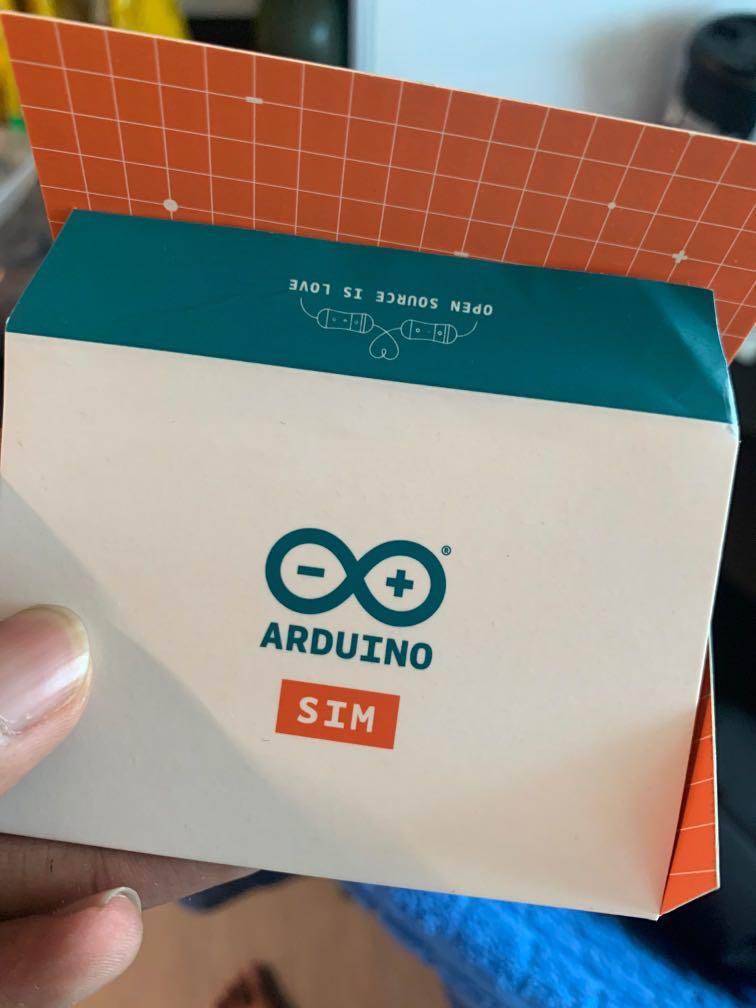 OPEN SOURCE IS LOVE
®
ARDUINO
SIM